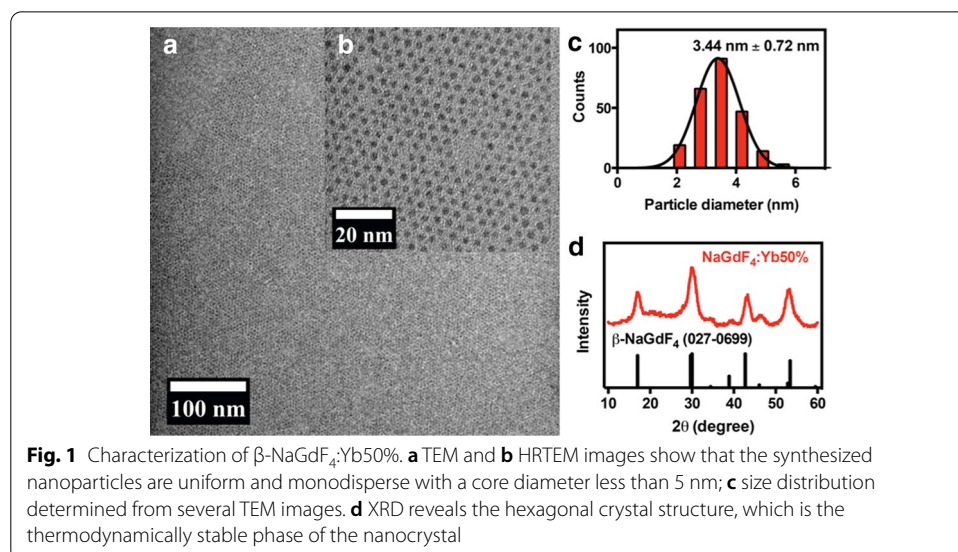 a
b
20 nm
100 nm
c
3.44 nm ± 0.72 nm
Counts
100
50
0
0 2 4 6
Particle diameter (nm)
d
NaGdF₄:Yb50%
Intensity
β-NaGdF₄ (027-0699)
10 20 30 40 50 60
2θ (degree)
Fig. 1 Characterization of β-NaGdF₄:Yb50%. a TEM and b HRTEM images show that the synthesized
nanoparticles are uniform and monodisperse with a core diameter less than 5 nm; c size distribution
determined from several TEM images. d XRD reveals the hexagonal crystal structure, which is the
thermodynamically stable phase of the nanocrystal